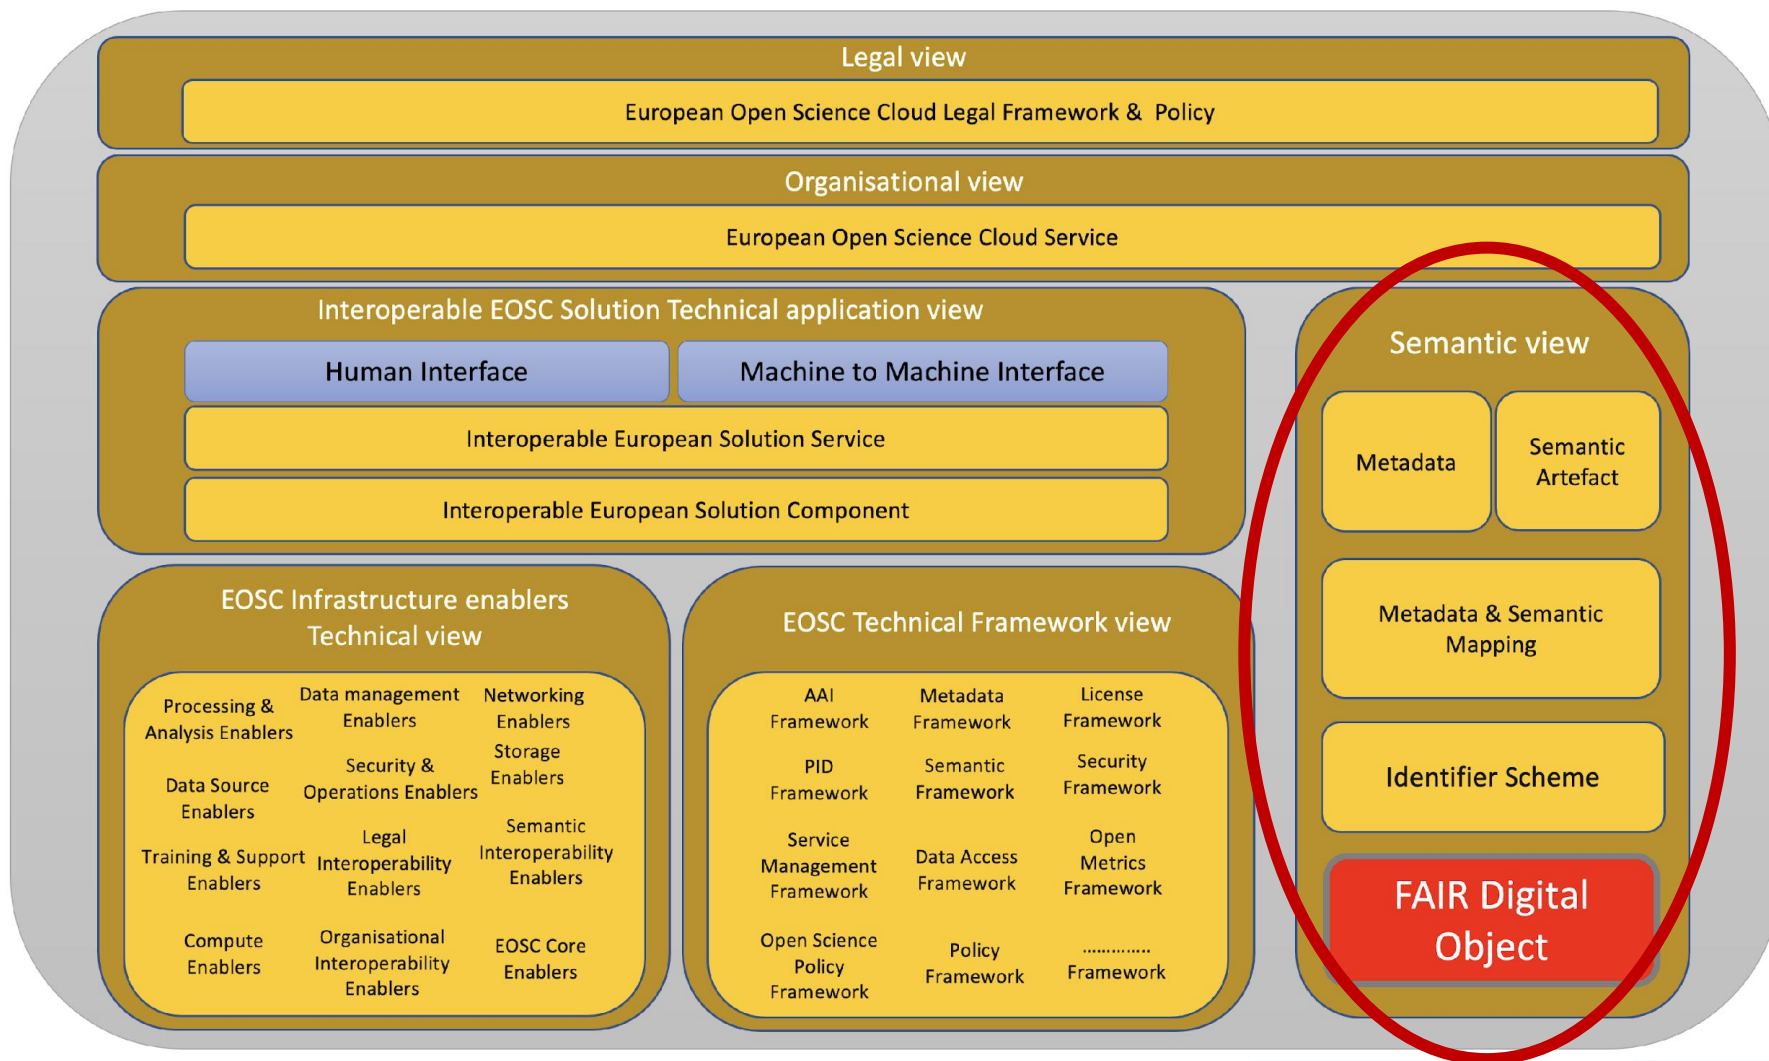 Legal view
European Open Science Cloud Legal Framework & Policy
Organisational view
European Open Science Cloud Service
Interoperable EOSC Solution Technical application view
Human Interface
Machine to Machine Interface
Interoperable European Solution Service
Interoperable European Solution Component
EOSC Infrastructure enablers
Technical view
Processing &
Analysis Enablers
Data management
Enablers
Networking
Enablers
Data Source
Enablers
Security &
Operations Enablers
Storage
Enablers
Training & Support
Enablers
Legal
Interoperability
Enablers
Semantic
Interoperability
Enablers
Compute
Enablers
Organisational
Interoperability
Enablers
EOSC Core
Enablers
EOSC Technical Framework view
AAI
Framework
Metadata
Framework
License
Framework
PID
Framework
Semantic
Framework
Security
Framework
Service
Management
Framework
Data Access
Framework
Open
Metrics
Framework
Open Science
Policy
Framework
Policy
Framework
.............
Framework
Semantic view
Metadata
Semantic
Artefact
Metadata & Semantic
Mapping
Identifier Scheme
FAIR Digital
Object